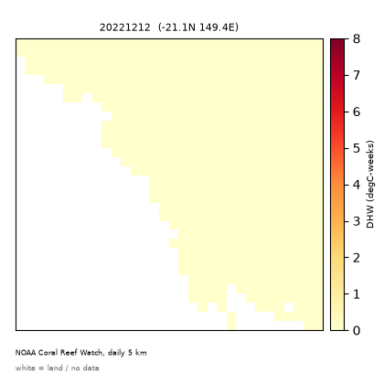 20221212  (-21.1N 149.4E)
8
7
6
5
4
3
2
1
0
DHW (degC-weeks)
NOAA Coral Reef Watch, daily 5 km
white = land / no data